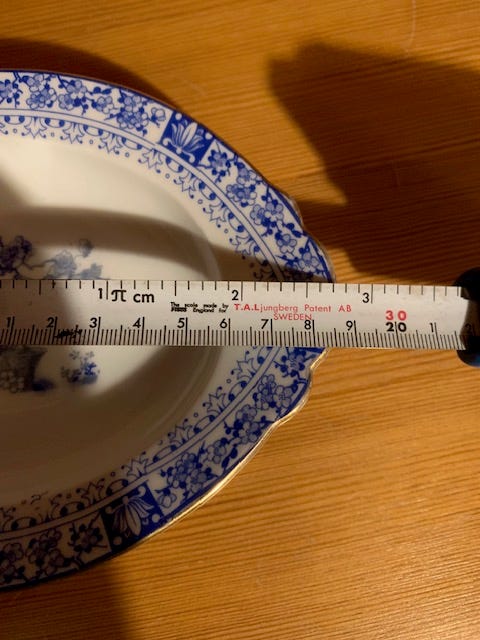 1 π cm 2 3
The scale made by T.A.Ljungberg Patent AB 30
England for SWEDEN
1 2 3 4 5 6 7 8 9 20 1